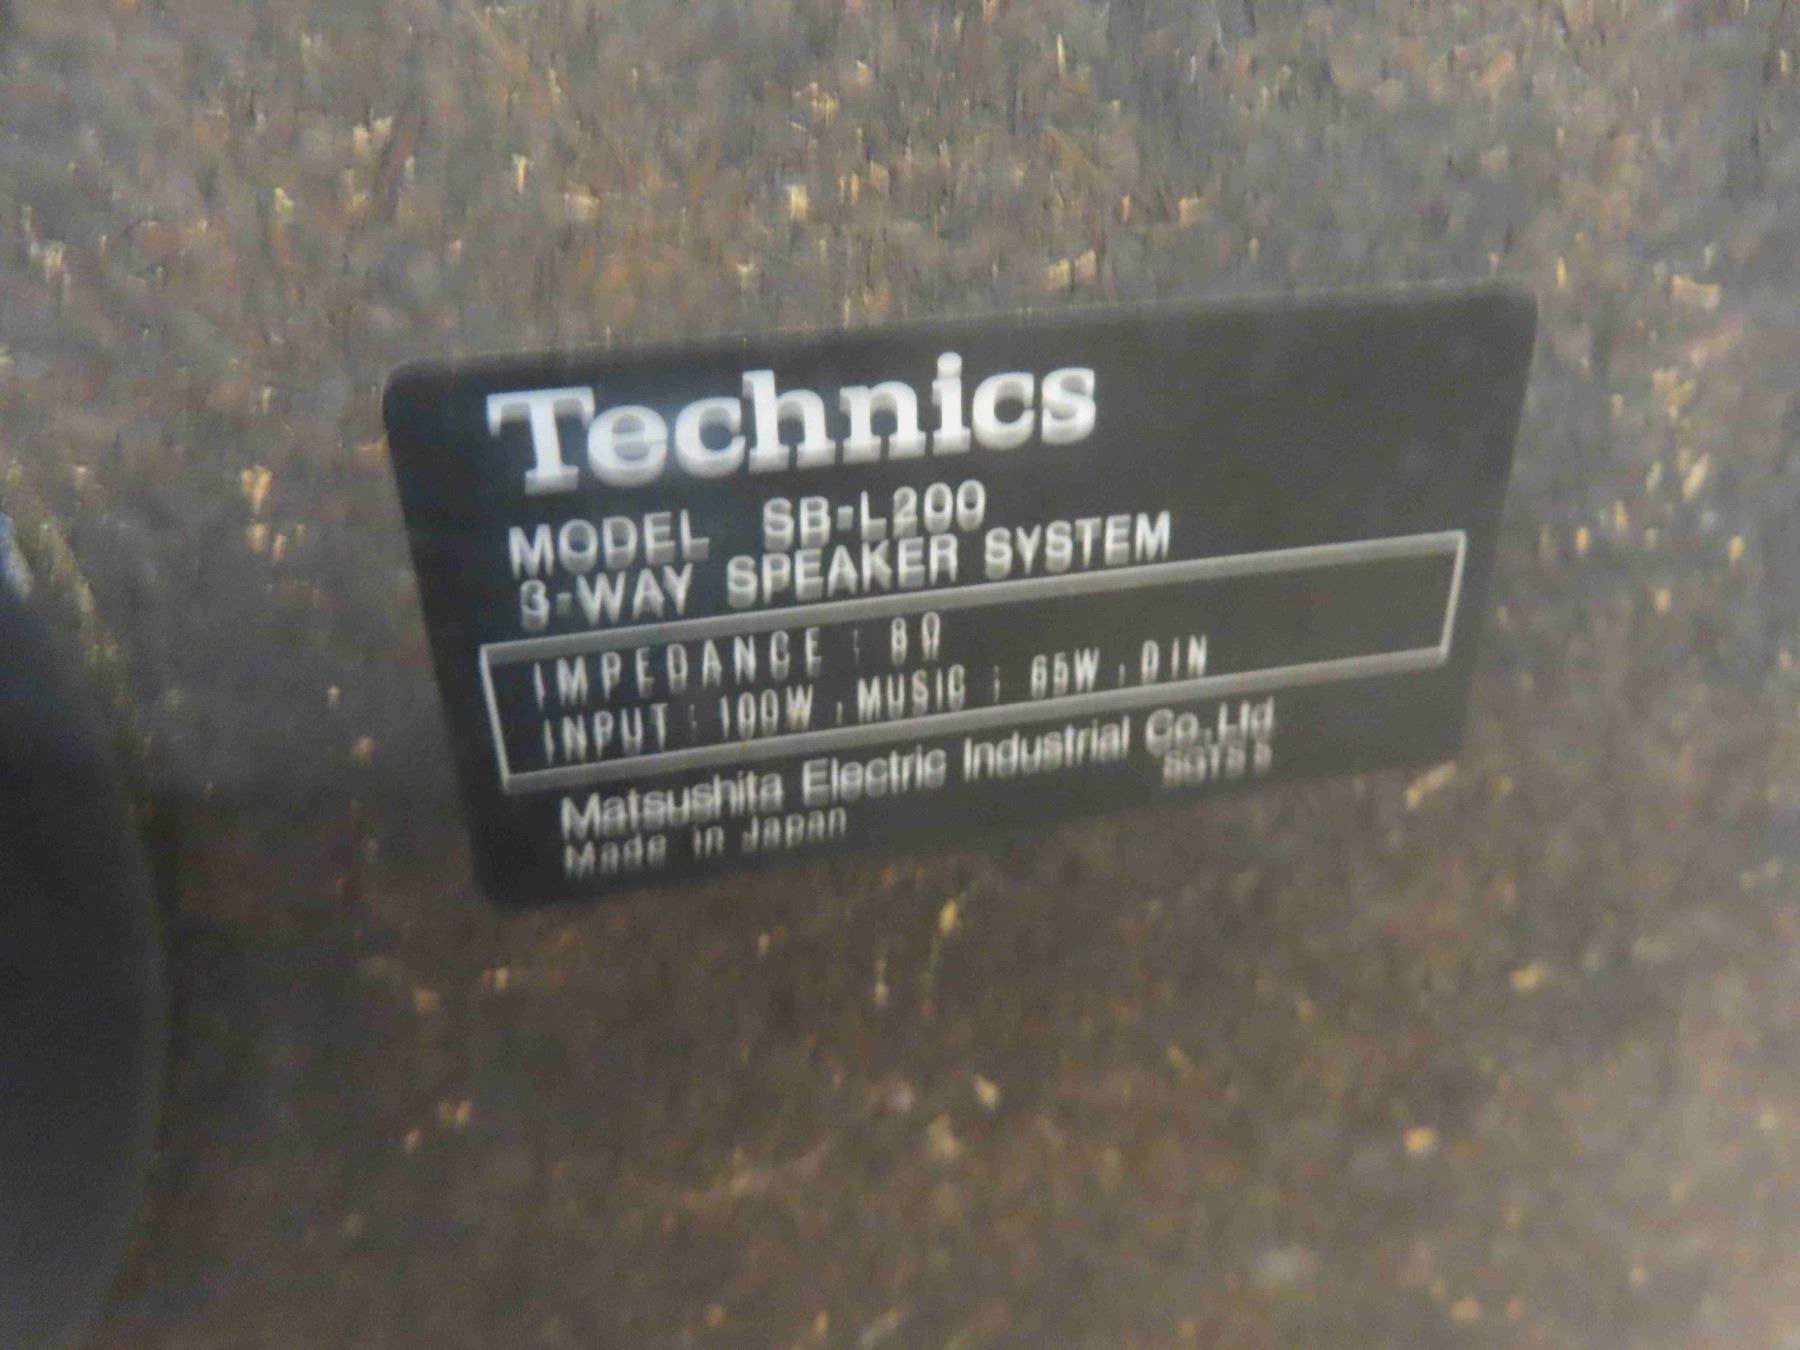 Technics
MODEL SB-L200
3-WAY SPEAKER SYSTEM
IMPEDANCE : 8Ω
INPUT : 100W , MUSIC ; 65W , DIN
Matsushita Electric Industrial Co.,Ltd
Made in Japan